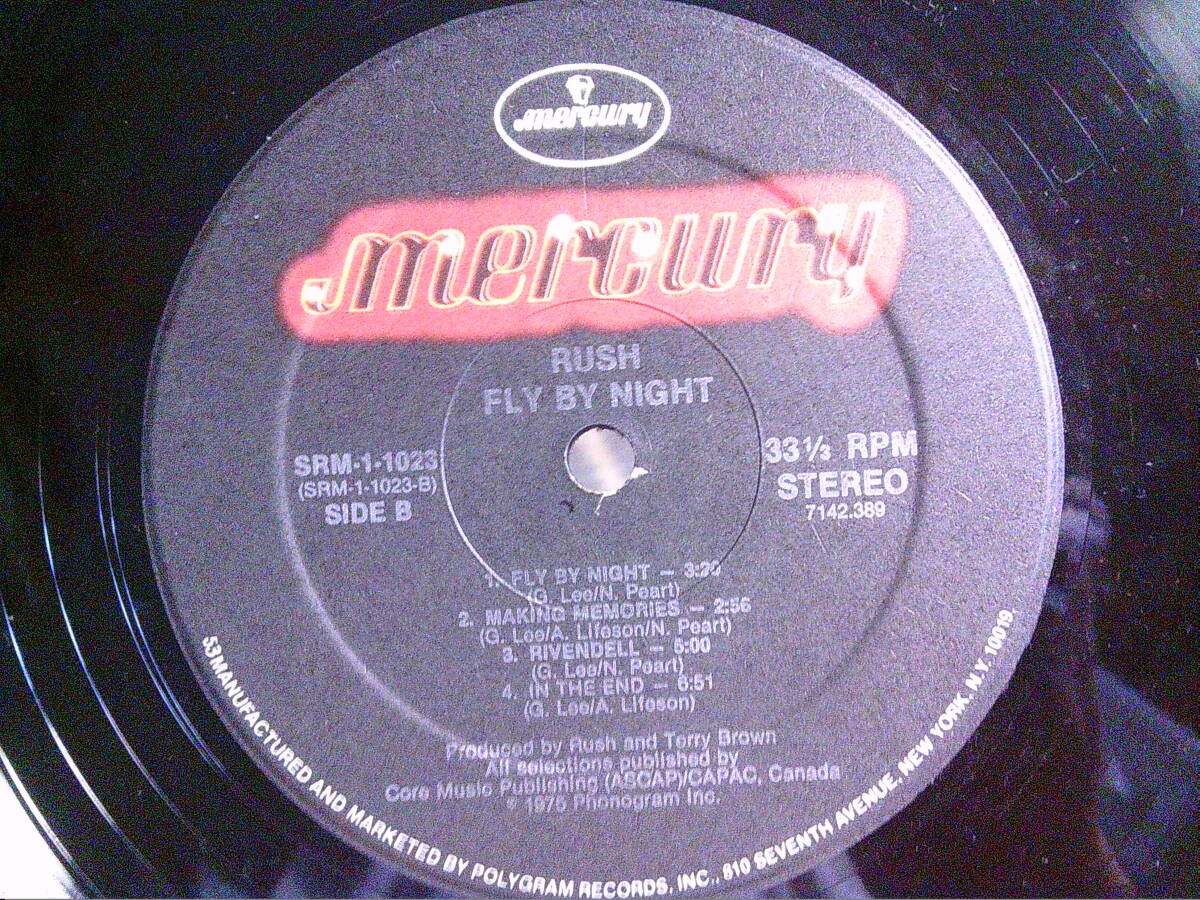 mercury
mercury
RUSH
FLY BY NIGHT
SRM-1-1023
(SRM-1-1023-B)
SIDE B
33⅓ RPM
STEREO
7142.389
1. FLY BY NIGHT – 3:20
(G. Lee/N. Peart)
2. MAKING MEMORIES – 2:56
(G. Lee/A. Lifeson/N. Peart)
3. RIVENDELL – 5:00
(G. Lee/N. Peart)
4. IN THE END – 6:51
(G. Lee/A. Lifeson)
Produced by Rush and Terry Brown
All selections published by
Core Music Publishing (ASCAP)/CAPAC, Canada
℗ 1975 Phonogram Inc.
53 MANUFACTURED AND MARKETED BY POLYGRAM RECORDS, INC., 810 SEVENTH AVENUE, NEW YORK, N.Y. 10019.